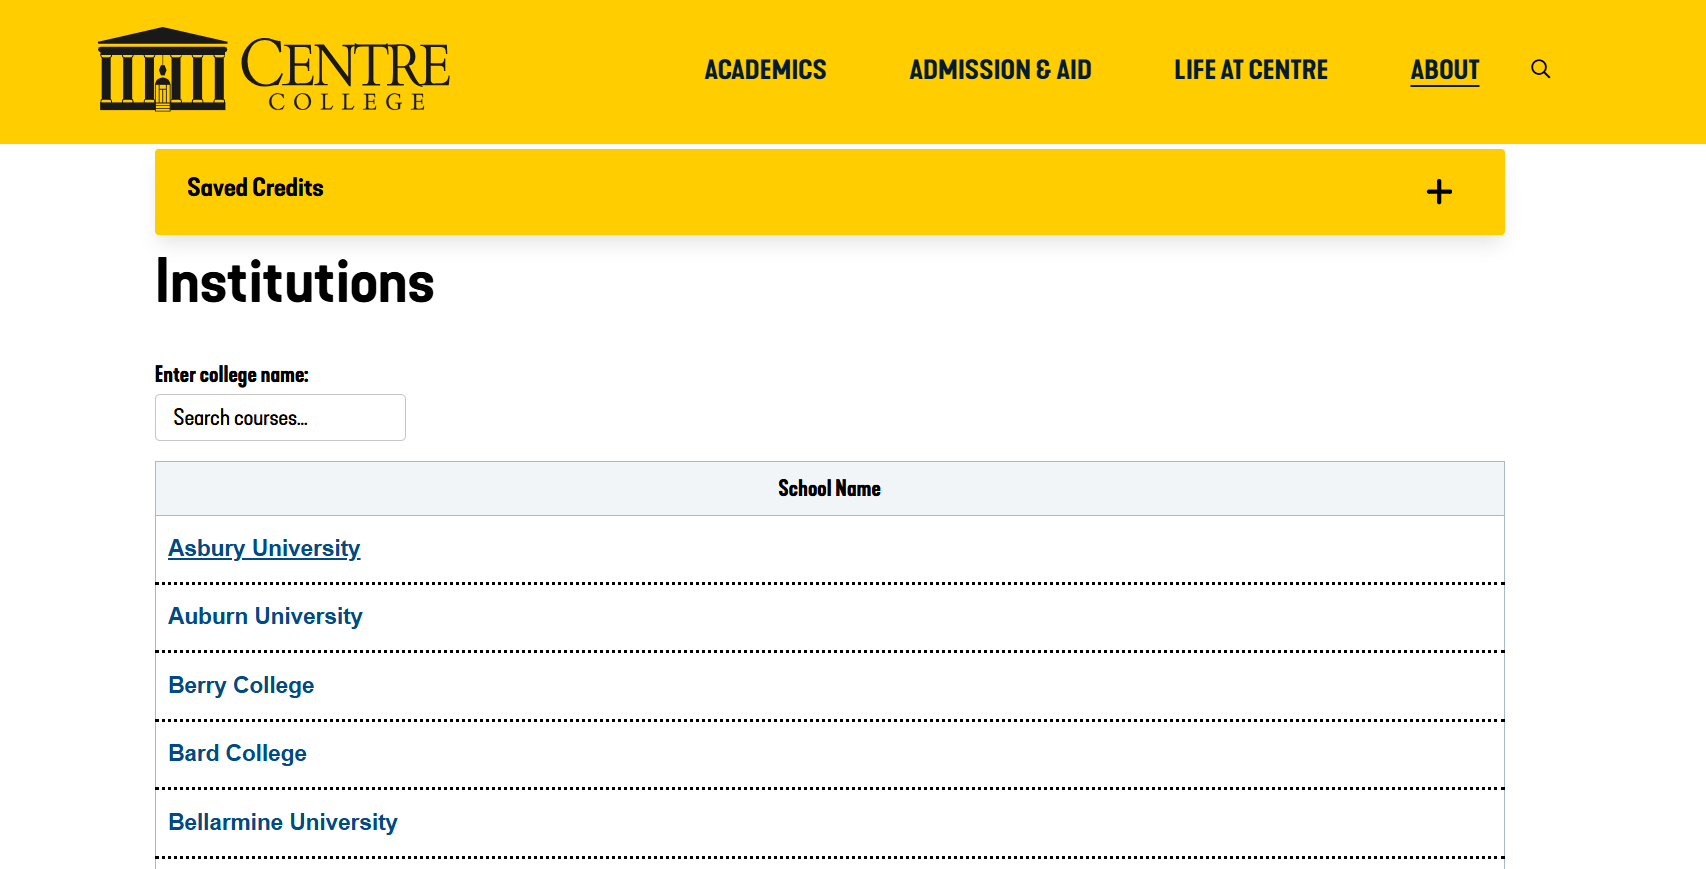 CENTRE
COLLEGE
ACADEMICS
ADMISSION & AID
LIFE AT CENTRE
ABOUT
Saved Credits
Institutions
Enter college name:
Search courses...
School Name
Asbury University
Auburn University
Berry College
Bard College
Bellarmine University